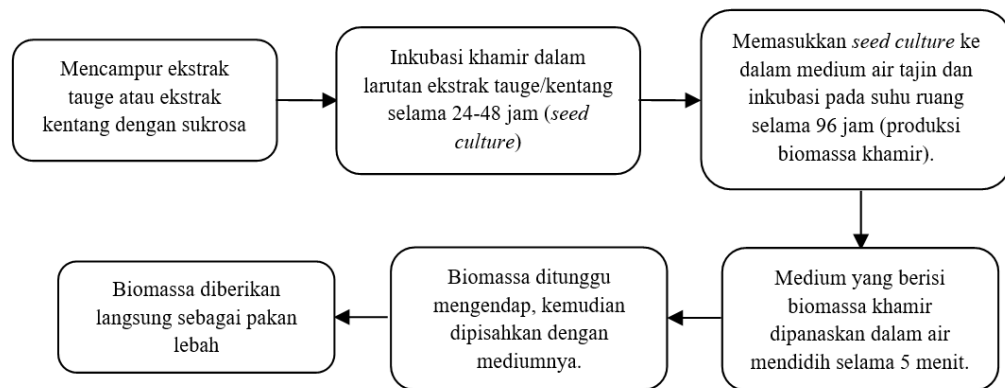 Mencampur ekstrak
tauge atau ekstrak
kentang dengan sukrosa
Inkubasi khamir dalam
larutan ekstrak tauge/kentang
selama 24-48 jam (seed
culture)
Memasukkan seed culture ke
dalam medium air tajin dan
inkubasi pada suhu ruang
selama 96 jam (produksi
biomassa khamir).
Medium yang berisi
biomassa khamir
dipanaskan dalam air
mendidih selama 5 menit.
Biomassa ditunggu
mengendap, kemudian
dipisahkan dengan
mediumnya.
Biomassa diberikan
langsung sebagai pakan
lebah